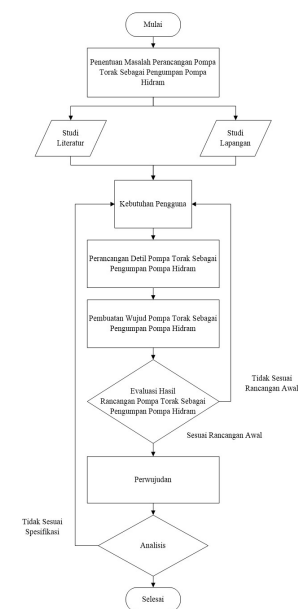 Mulai
Penentuan Masalah Perancangan Pompa
Torak Sebagai Pengumpan Pompa
Hidram
Studi
Literatur
Studi
Lapangan
Kebutuhan Pengguna
Perancangan Detil Pompa Torak Sebagai
Pengumpan Pompa Hidram
Pembuatan Wujud Pompa Torak Sebagai
Pengumpan Pompa Hidram
Evaluasi Hasil
Rancangan Pompa Torak Sebagai
Pengumpan Pompa Hidram
Tidak Sesuai
Rancangan Awal
Sesuai Rancangan Awal
Perwujudan
Tidak Sesuai
Spesifikasi
Analisis
Selesai